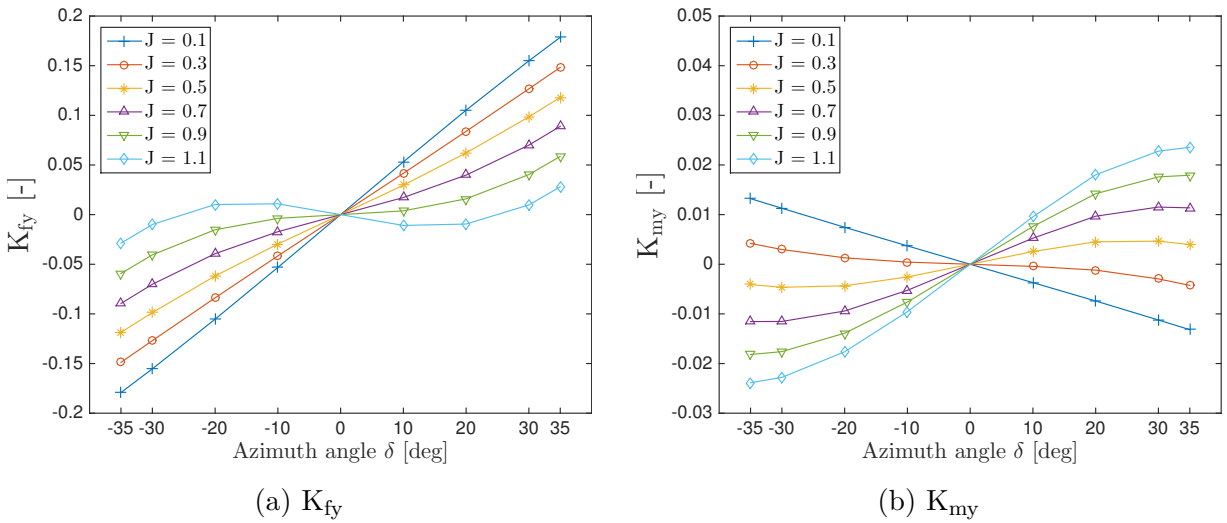 0.2
0.15
0.1
0.05
0
-0.05
-0.1
-0.15
-0.2
K_fy [-]
J = 0.1
J = 0.3
J = 0.5
J = 0.7
J = 0.9
J = 1.1
-35 -30 -20 -10 0 10 20 30 35
Azimuth angle δ [deg]
(a) K_fy
0.05
0.04
0.03
0.02
0.01
0
-0.01
-0.02
-0.03
K_my [-]
J = 0.1
J = 0.3
J = 0.5
J = 0.7
J = 0.9
J = 1.1
-35 -30 -20 -10 0 10 20 30 35
Azimuth angle δ [deg]
(b) K_my